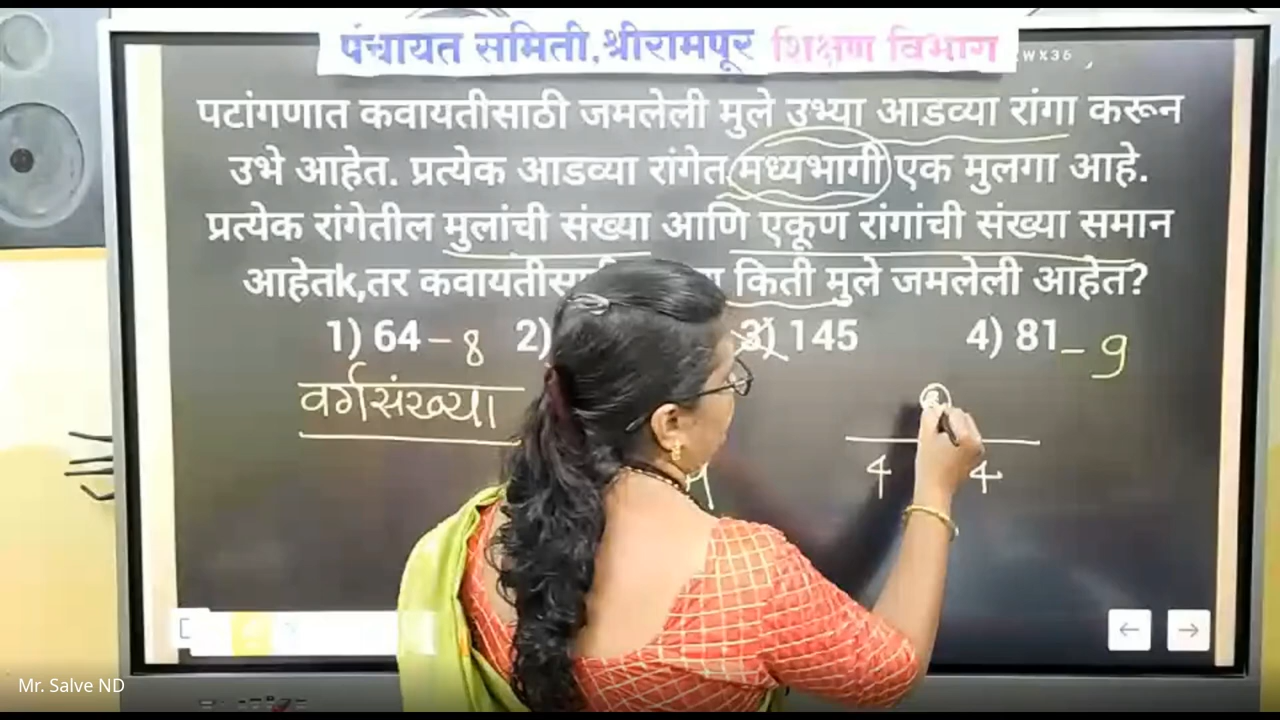 पंचायत समिती,श्रीरामपूर शिक्षण विभाग
पटांगणात कवायतीसाठी जमलेली मुले उभ्या आडव्या रांगा करून
उभे आहेत. प्रत्येक आडव्या रांगेत मध्यभागी एक मुलगा आहे.
प्रत्येक रांगेतील मुलांची संख्या आणि एकूण रांगांची संख्या समान
आहेतk,तर किती मुले जमलेली आहेत?
1) 64 – 8 2) 3) 145 4) 81 – 9
वर्गसंख्या
4 4
Mr. Salve ND